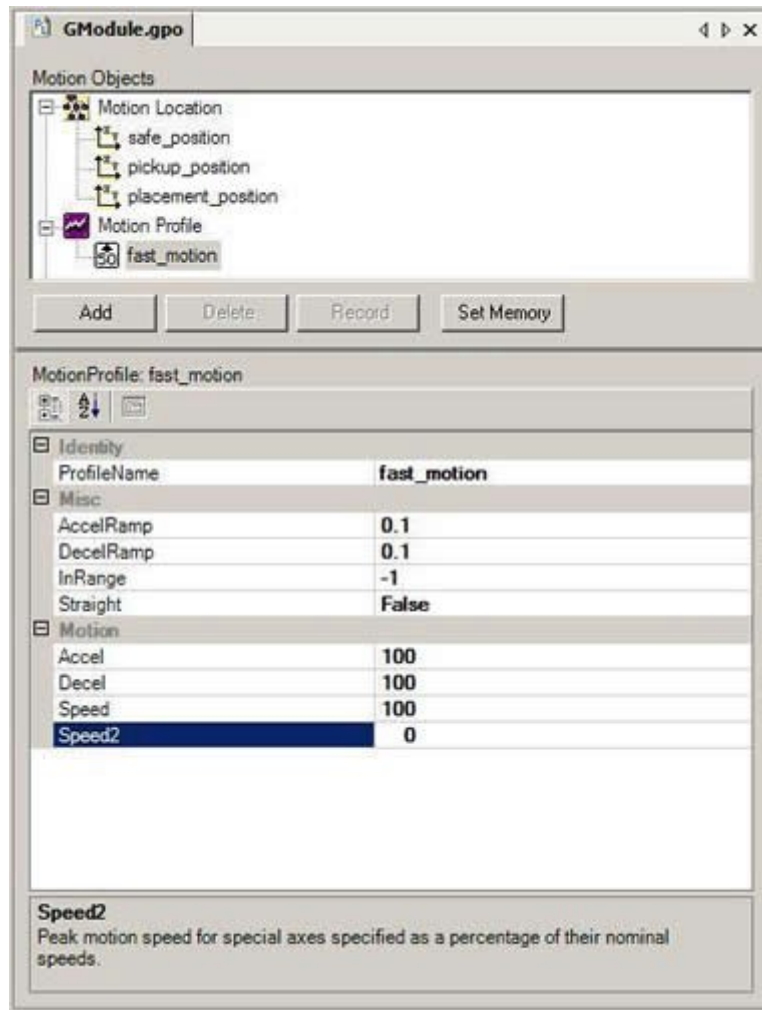 GModule.gpo
Motion Objects
Motion Location
safe_position
pickup_position
placement_position
Motion Profile
fast_motion
Add Delete Record Set Memory
MotionProfile: fast_motion
Identity
ProfileName fast_motion
Misc
AccelRamp 0.1
DecelRamp 0.1
InRange -1
Straight False
Motion
Accel 100
Decel 100
Speed 100
Speed2 0
Speed2
Peak motion speed for special axes specified as a percentage of their nominal
speeds.